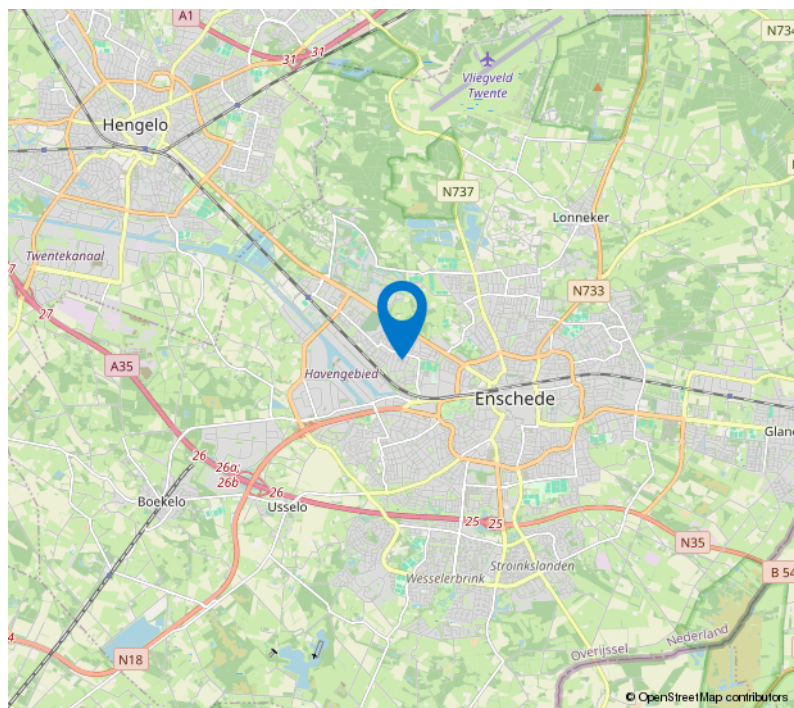 A1
N734
31
31
Vliegveld
Twente
Hengelo
N737
Lonneker
Twentekanaal
N733
27
A35
Havengebied
Enschede
26
26a;
26b
26
Boekelo
Usselo
25
25
N35
Wesselerbrink
Stroinkslanden
B 54
Nederland
Overijssel
N18
© OpenStreetMap contributors